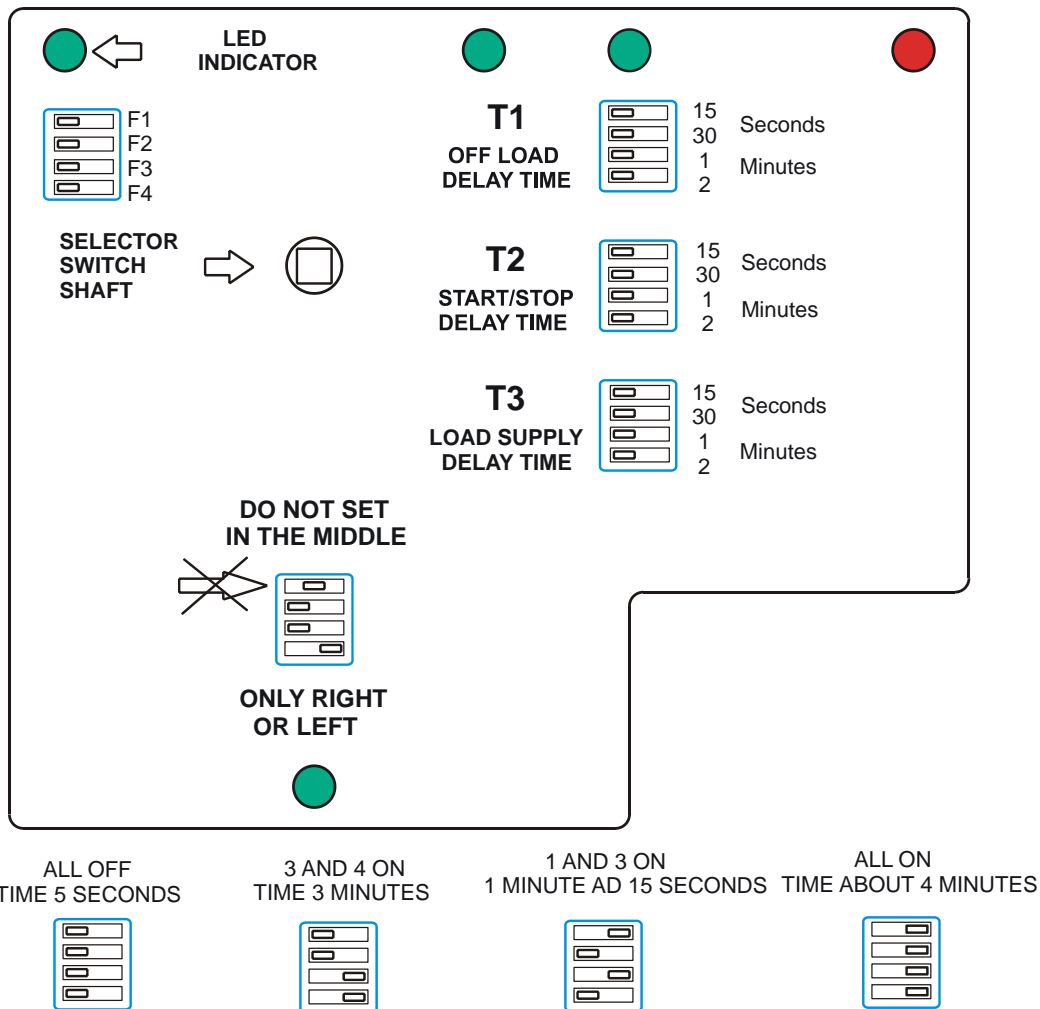 LED
INDICATOR
F1
F2
F3
F4
T1
OFF LOAD
DELAY TIME
15
30
Seconds
1
2
Minutes
SELECTOR
SWITCH
SHAFT
T2
START/STOP
DELAY TIME
15
30
Seconds
1
2
Minutes
T3
LOAD SUPPLY
DELAY TIME
15
30
Seconds
1
2
Minutes
DO NOT SET
IN THE MIDDLE
ONLY RIGHT
OR LEFT
ALL OFF
TIME 5 SECONDS
3 AND 4 ON
TIME 3 MINUTES
1 AND 3 ON
1 MINUTE AD 15 SECONDS
ALL ON
TIME ABOUT 4 MINUTES